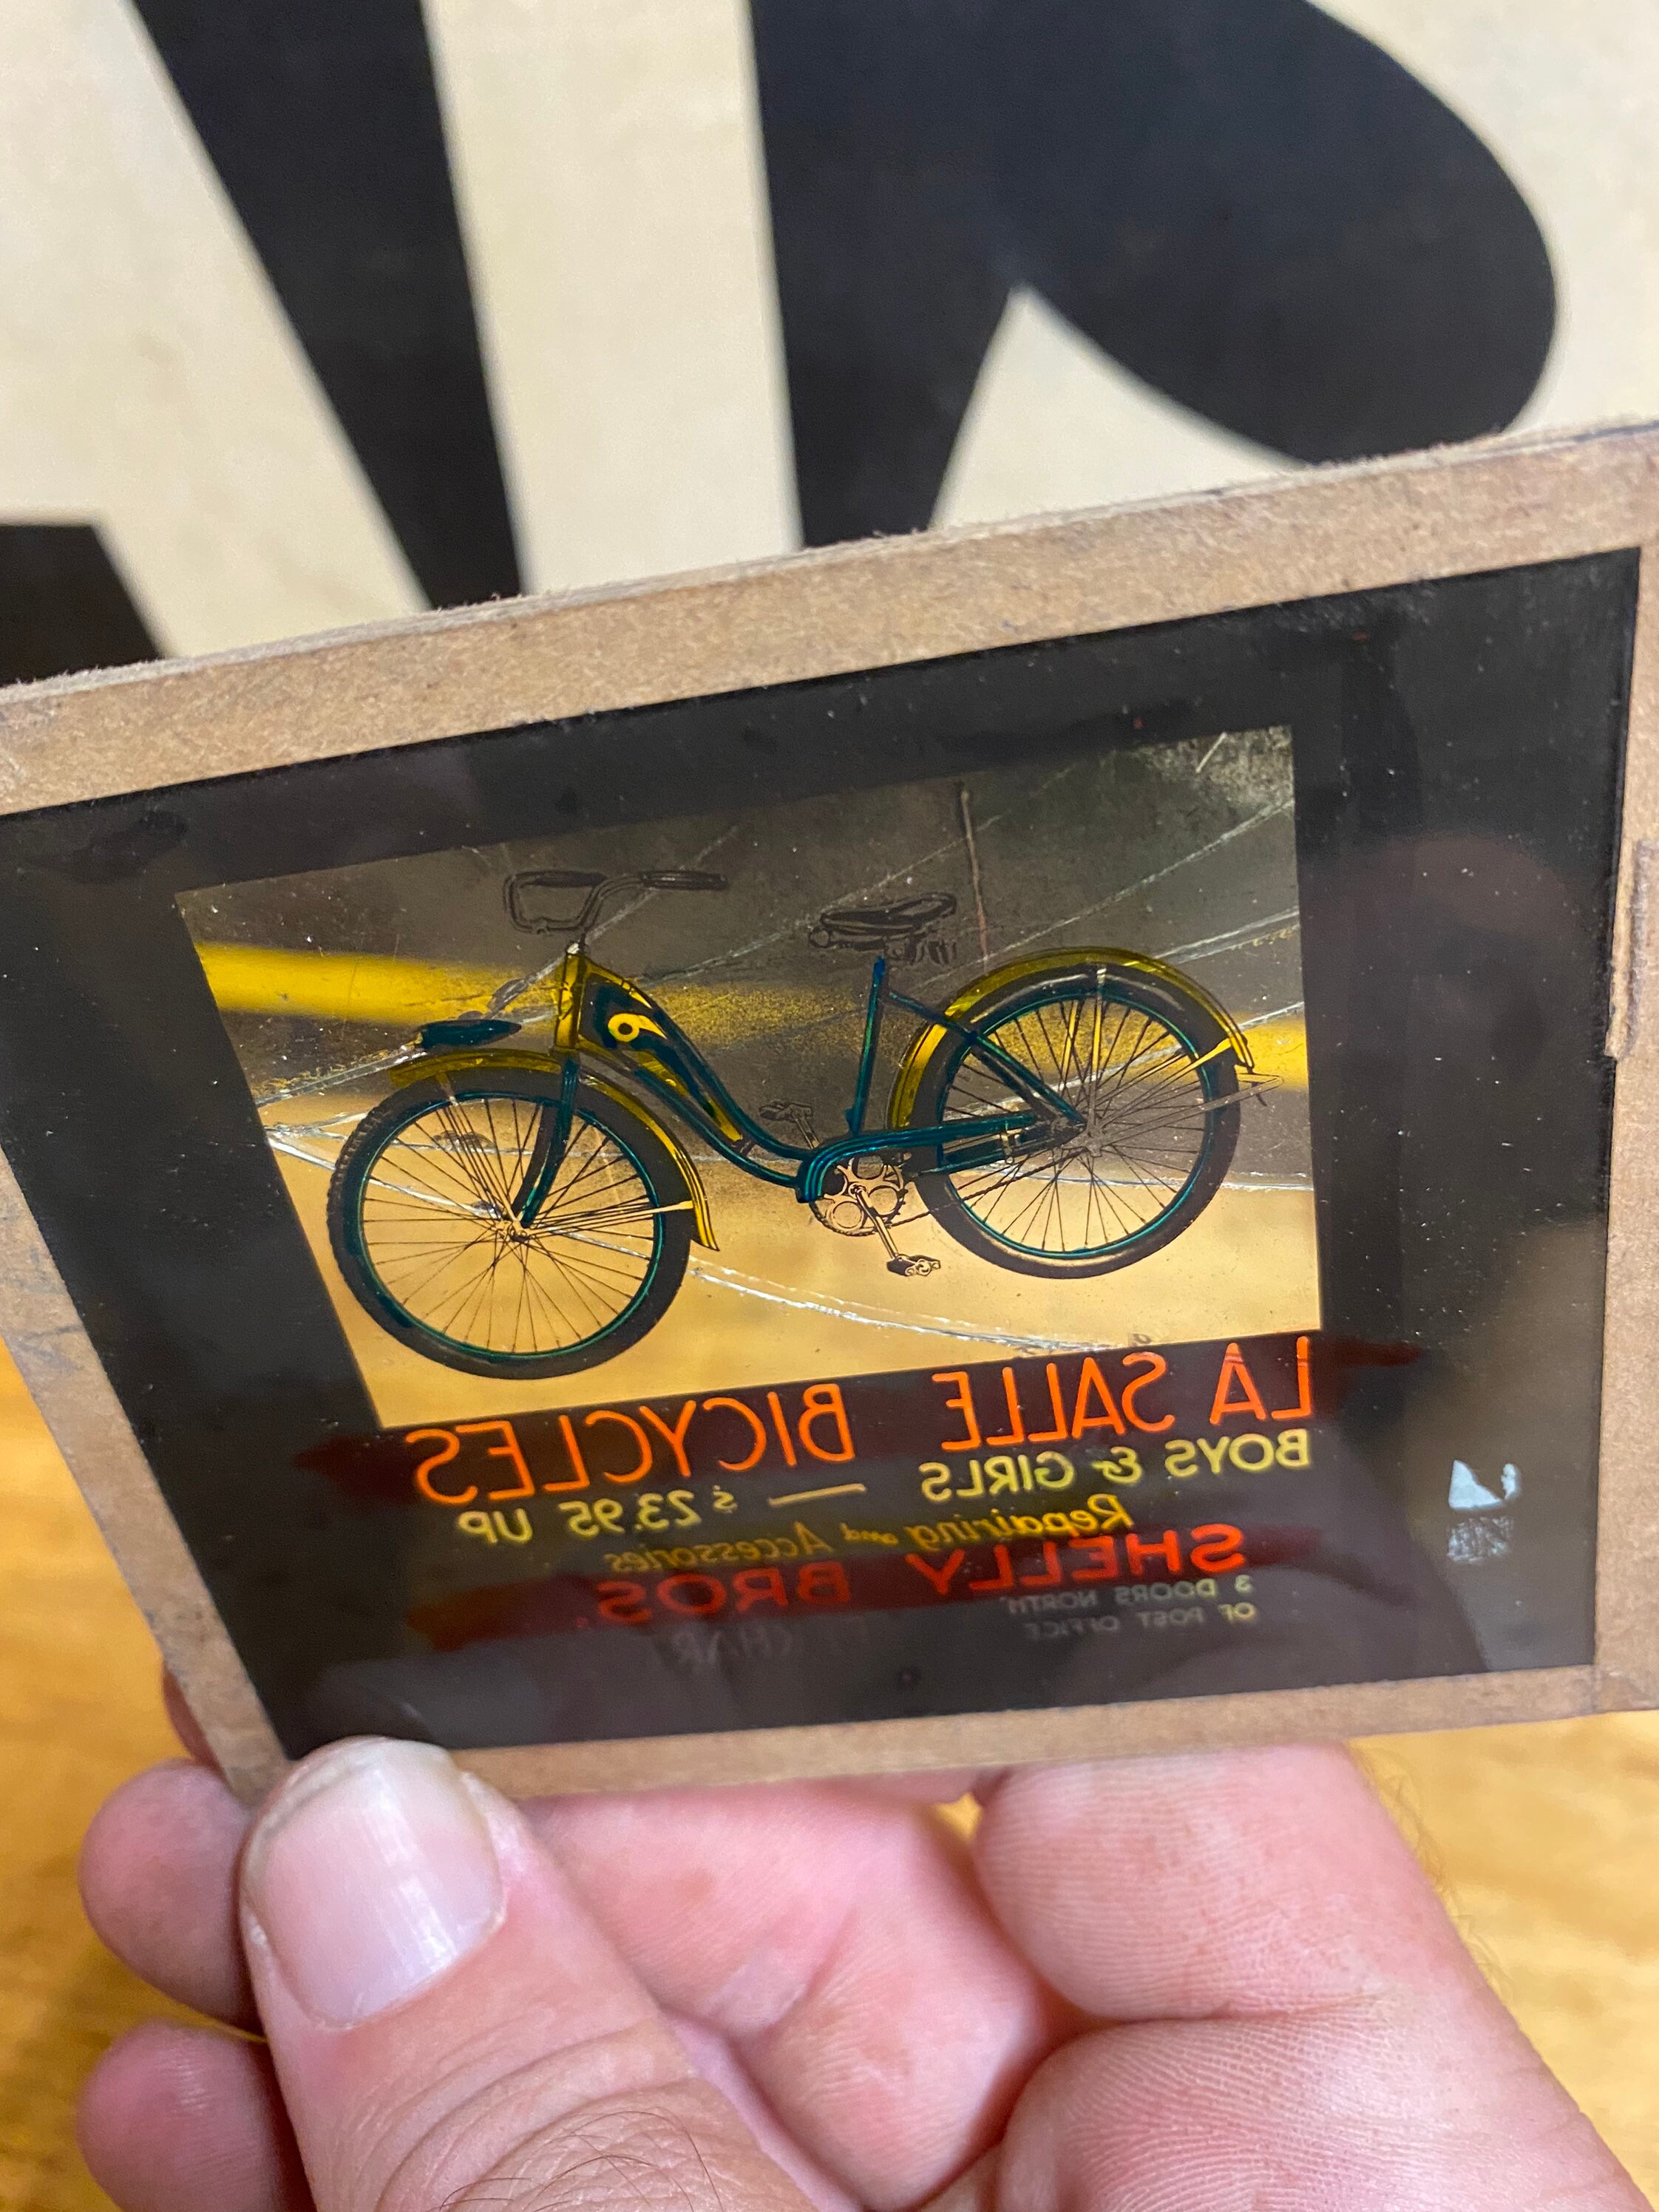 LA SALLE BICYCLES
BOYS & GIRLS — $23.95 UP
Repairing and Accessories
SHELLY BROS.
3 DOORS NORTH
OF POST OFFICE